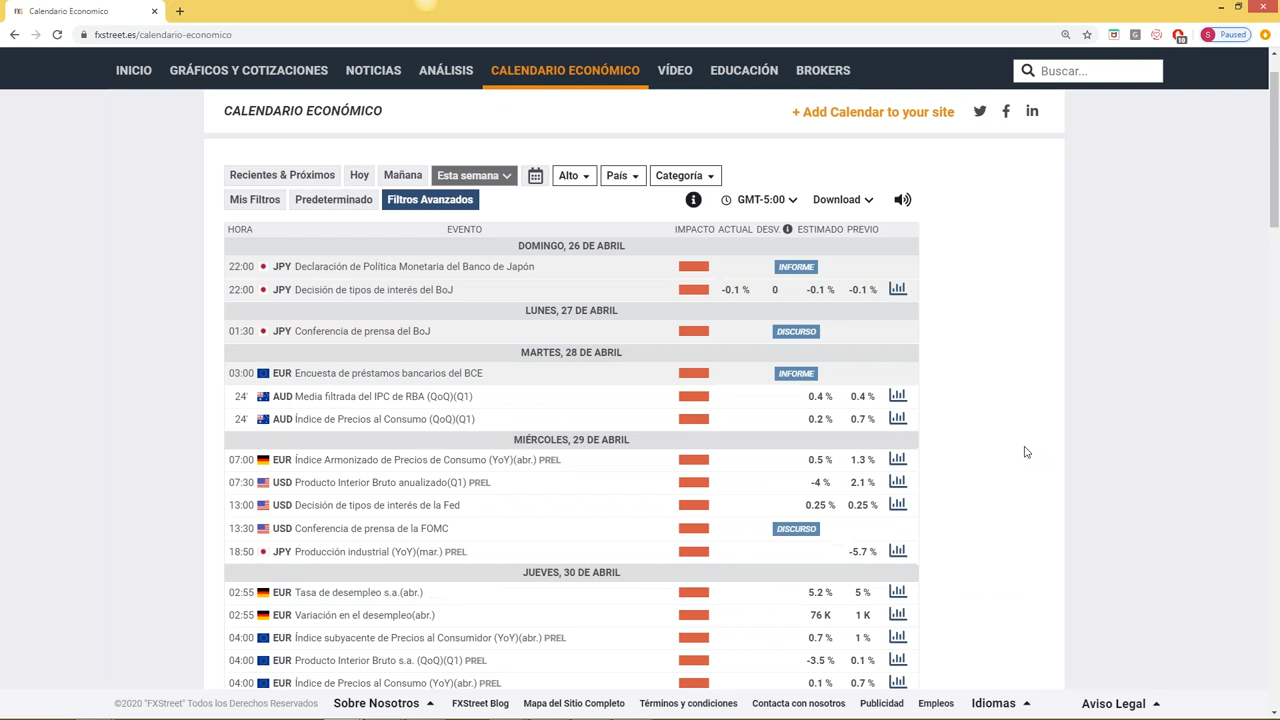 FXS Calendario Economico
fxstreet.es/calendario-economico
10
S Paused
INICIO GRÁFICOS Y COTIZACIONES NOTICIAS ANÁLISIS CALENDARIO ECONÓMICO VÍDEO EDUCACIÓN BROKERS Buscar...
CALENDARIO ECONÓMICO + Add Calendar to your site
Recientes & Próximos Hoy Mañana Esta semana Alto País Categoría
Mis Filtros Predeterminado Filtros Avanzados GMT-5:00 Download
HORA EVENTO IMPACTO ACTUAL DESV. ESTIMADO PREVIO
DOMINGO, 26 DE ABRIL
22:00 JPY Declaración de Política Monetaria del Banco de Japón INFORME
22:00 JPY Decisión de tipos de interés del BoJ -0.1 % 0 -0.1 % -0.1 %
LUNES, 27 DE ABRIL
01:30 JPY Conferencia de prensa del BoJ DISCURSO
MARTES, 28 DE ABRIL
03:00 EUR Encuesta de préstamos bancarios del BCE INFORME
24' AUD Media filtrada del IPC de RBA (QoQ)(Q1) 0.4 % 0.4 %
24' AUD Índice de Precios al Consumo (QoQ)(Q1) 0.2 % 0.7 %
MIÉRCOLES, 29 DE ABRIL
07:00 EUR Índice Armonizado de Precios de Consumo (YoY)(abr.) PREL 0.5 % 1.3 %
07:30 USD Producto Interior Bruto anualizado(Q1) PREL -4 % 2.1 %
13:00 USD Decisión de tipos de interés de la Fed 0.25 % 0.25 %
13:30 USD Conferencia de prensa de la FOMC DISCURSO
18:50 JPY Producción industrial (YoY)(mar.) PREL -5.7 %
JUEVES, 30 DE ABRIL
02:55 EUR Tasa de desempleo s.a.(abr.) 5.2 % 5 %
02:55 EUR Variación en el desempleo(abr.) 76 K 1 K
04:00 EUR Índice subyacente de Precios al Consumidor (YoY)(abr.) PREL 0.7 % 1 %
04:00 EUR Producto Interior Bruto s.a. (QoQ)(Q1) PREL -3.5 % 0.1 %
04:00 EUR Índice de Precios al Consumo (YoY)(abr.) PREL 0.1 % 0.7 %
©2020 "FXStreet" Todos los Derechos Reservados Sobre Nosotros FXStreet Blog Mapa del Sitio Completo Términos y condiciones Contacta con nosotros Publicidad Empleos Idiomas Aviso Legal